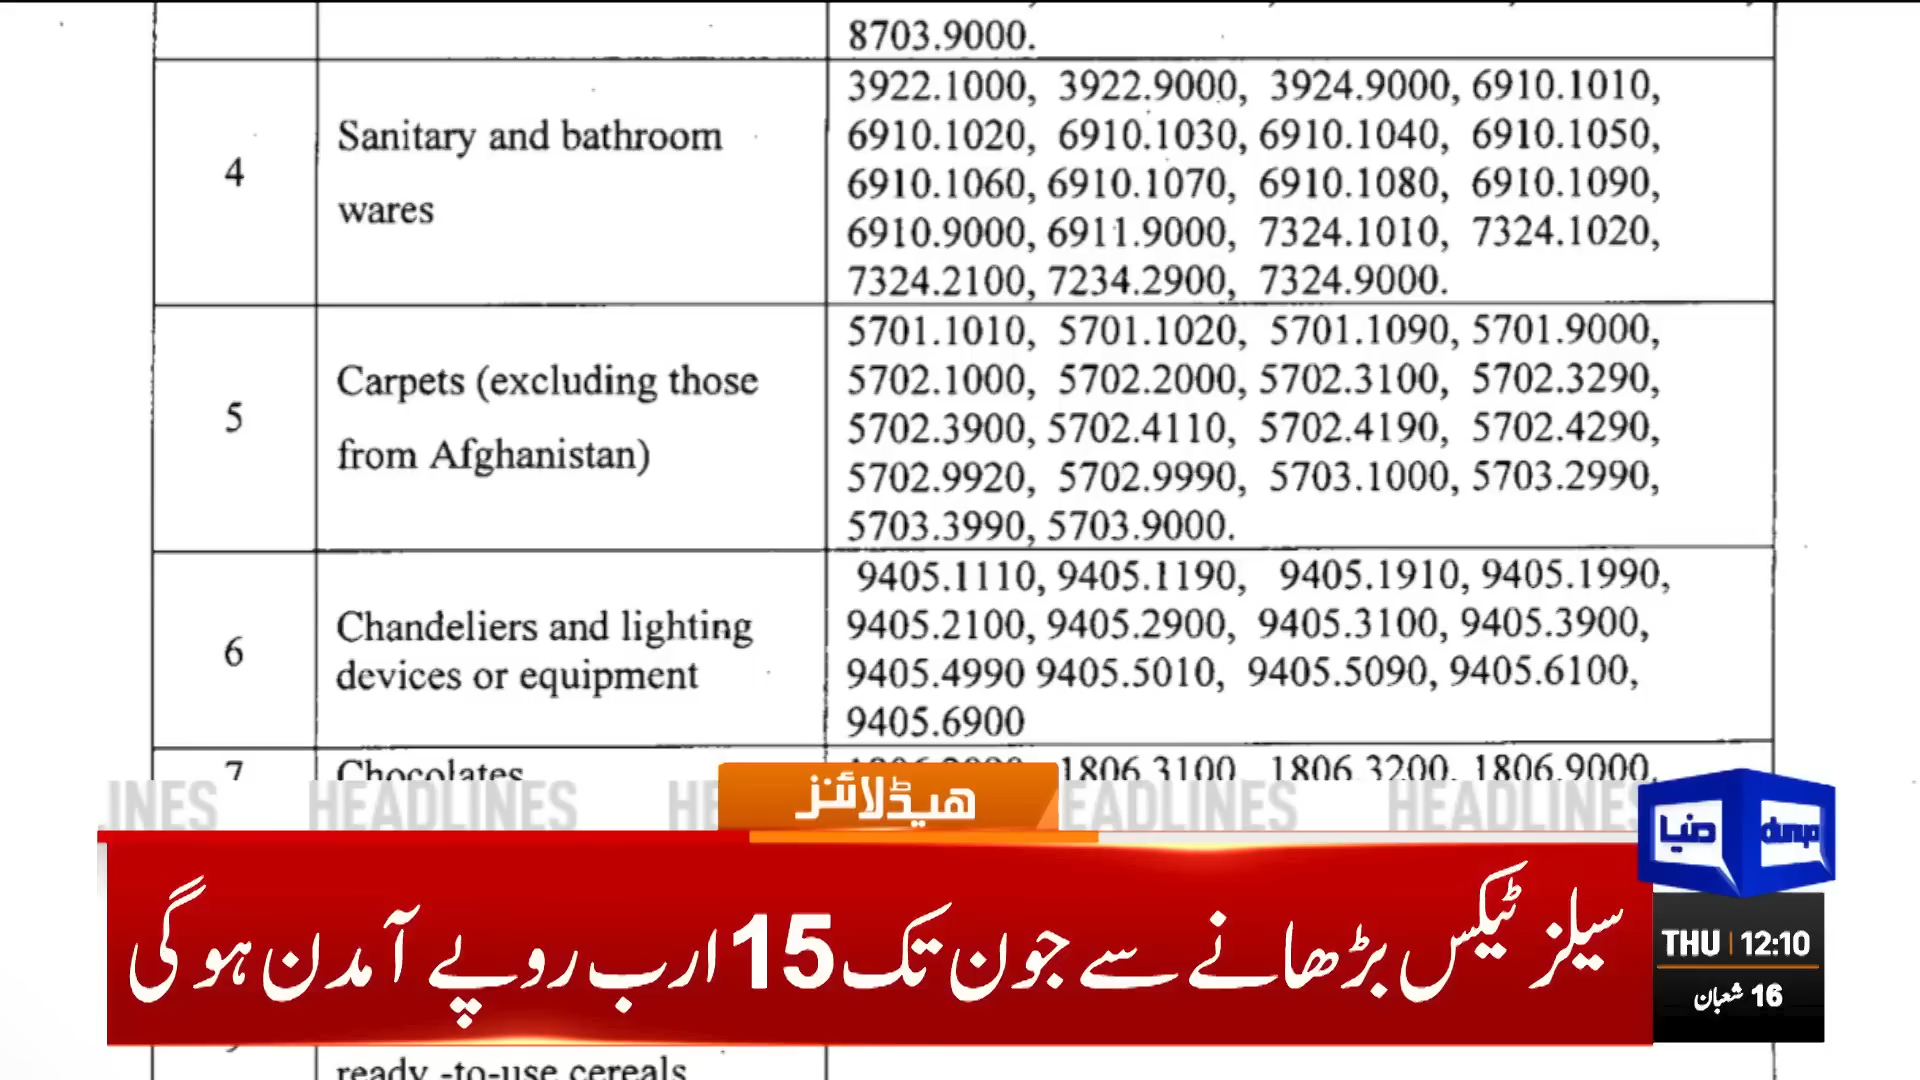 8703.9000.
4
Sanitary and bathroom
wares
3922.1000, 3922.9000, 3924.9000, 6910.1010,
6910.1020, 6910.1030, 6910.1040, 6910.1050,
6910.1060, 6910.1070, 6910.1080, 6910.1090,
6910.9000, 6911.9000, 7324.1010, 7324.1020,
7324.2100, 7234.2900, 7324.9000.
5
Carpets (excluding those
from Afghanistan)
5701.1010, 5701.1020, 5701.1090, 5701.9000,
5702.1000, 5702.2000, 5702.3100, 5702.3290,
5702.3900, 5702.4110, 5702.4190, 5702.4290,
5702.9920, 5702.9990, 5703.1000, 5703.2990,
5703.3990, 5703.9000.
6
Chandeliers and lighting
devices or equipment
9405.1110, 9405.1190, 9405.1910, 9405.1990,
9405.2100, 9405.2900, 9405.3100, 9405.3900,
9405.4990 9405.5010, 9405.5090, 9405.6100,
9405.6900
7
Chocolates
1806.3100, 1806.3200, 1806.9000,
HEADLINES HEADLINES
ہیڈلائنز
دنیا dunya
سیلز ٹیکس بڑھانے سے جون تک 15 ارب روپے آمدن ہوگی
THU 12:10
16 شعبان
ready -to-use cereals